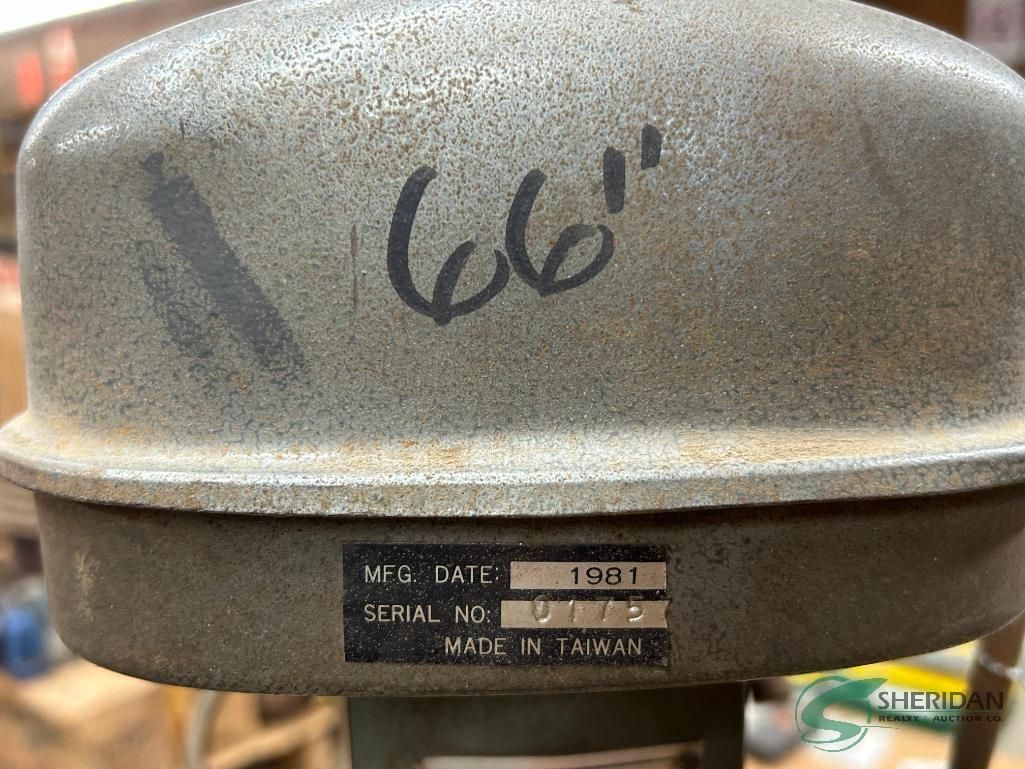 66"
MFG. DATE: 1981
SERIAL NO: 0175
MADE IN TAIWAN
SHERIDAN
REALTY & AUCTION CO.